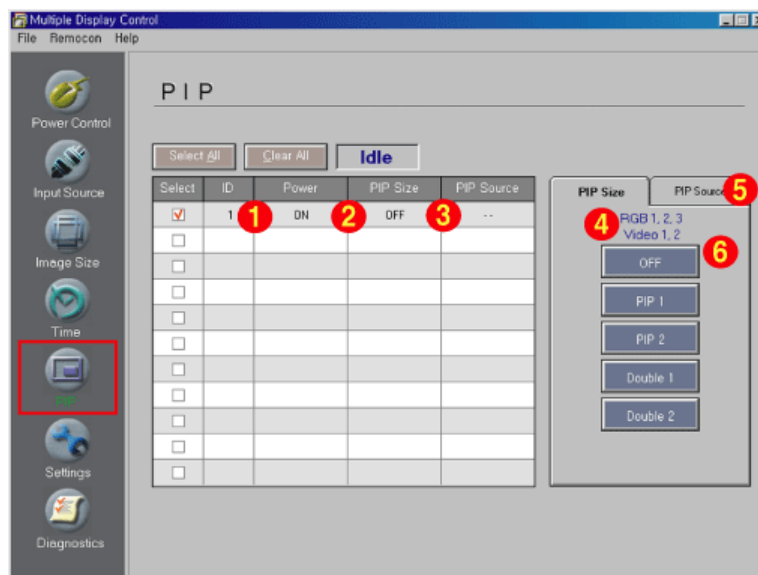 Multiple Display Control
File Remocon Help
PIP
Power Control
Input Source
Image Size
Time
PIP
Settings
Diagnostics
Select All Clear All Idle
Select ID Power PIP Size PIP Source
1 1 ON 2 OFF 3 --
PIP Size PIP Source 5
4 RGB 1, 2, 3
Video 1, 2
OFF 6
PIP 1
PIP 2
Double 1
Double 2